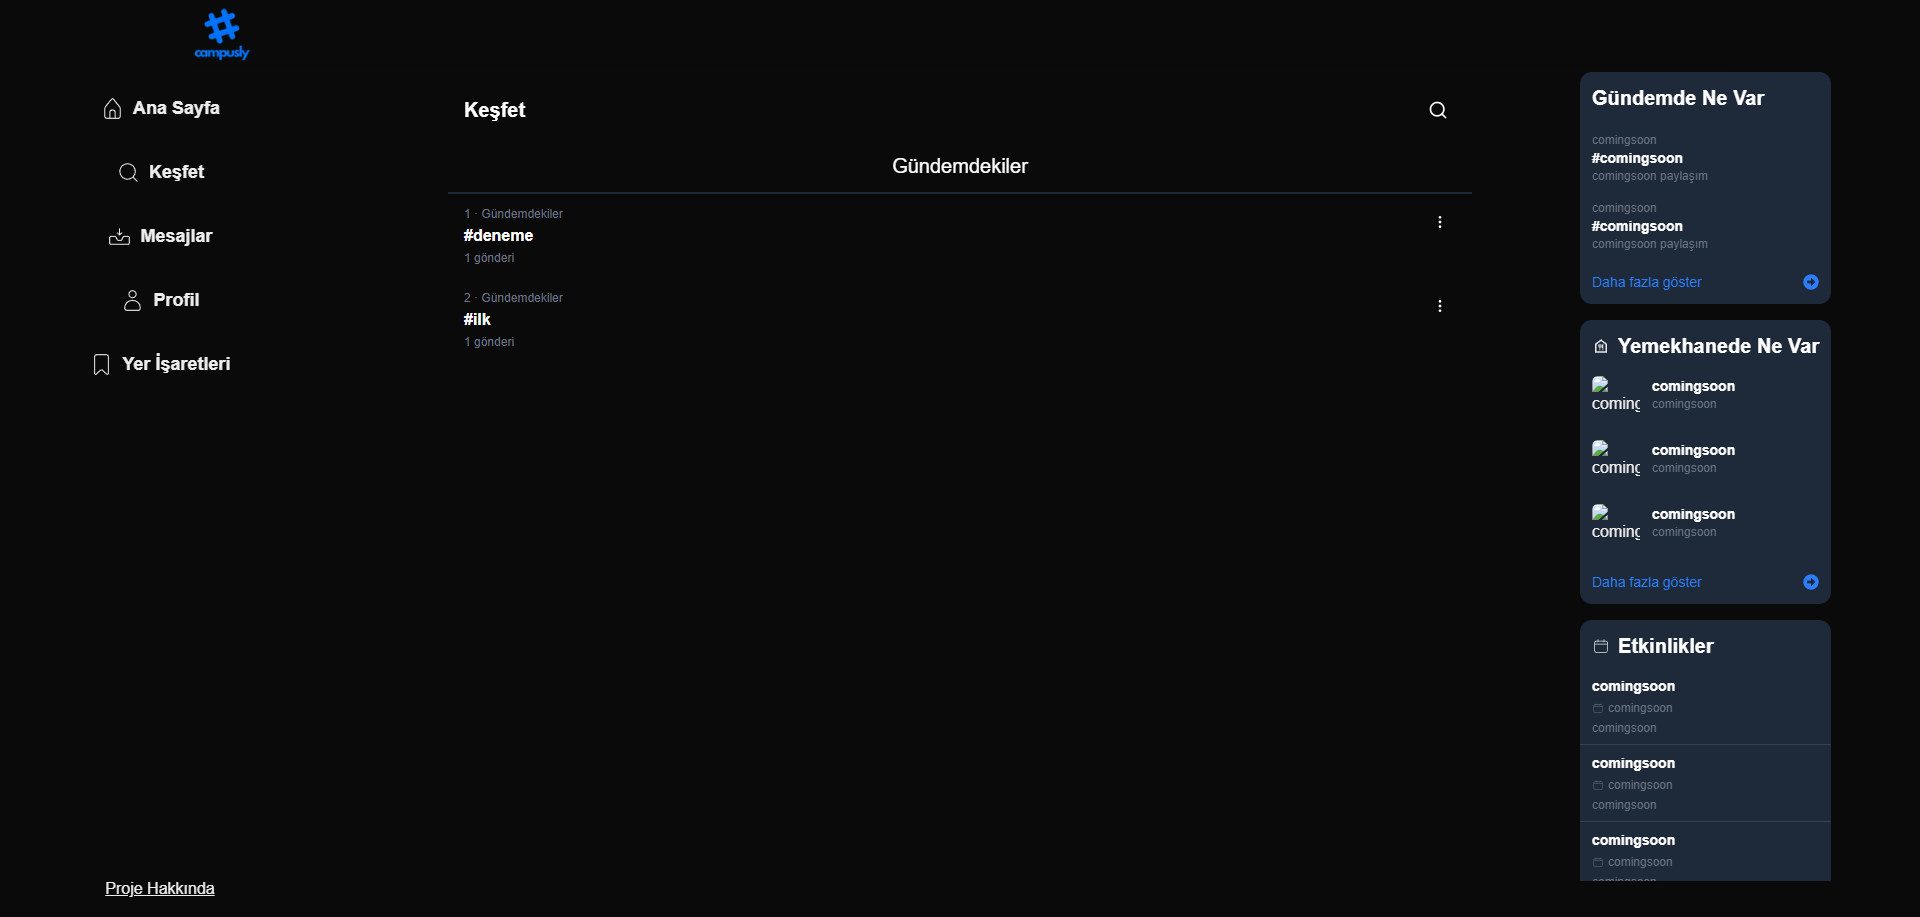 campusly
Ana Sayfa
Keşfet
Mesajlar
Profil
Yer İşaretleri
Proje Hakkında
Keşfet
Gündemdekiler
1 · Gündemdekiler
#deneme
1 gönderi
2 · Gündemdekiler
#ilk
1 gönderi
Gündemde Ne Var
comingsoon
#comingsoon
comingsoon paylaşım
comingsoon
#comingsoon
comingsoon paylaşım
Daha fazla göster
Yemekhanede Ne Var
coming
comingsoon
comingsoon
coming
comingsoon
comingsoon
coming
comingsoon
comingsoon
Daha fazla göster
Etkinlikler
comingsoon
comingsoon
comingsoon
comingsoon
comingsoon
comingsoon
comingsoon
comingsoon
comingsoon